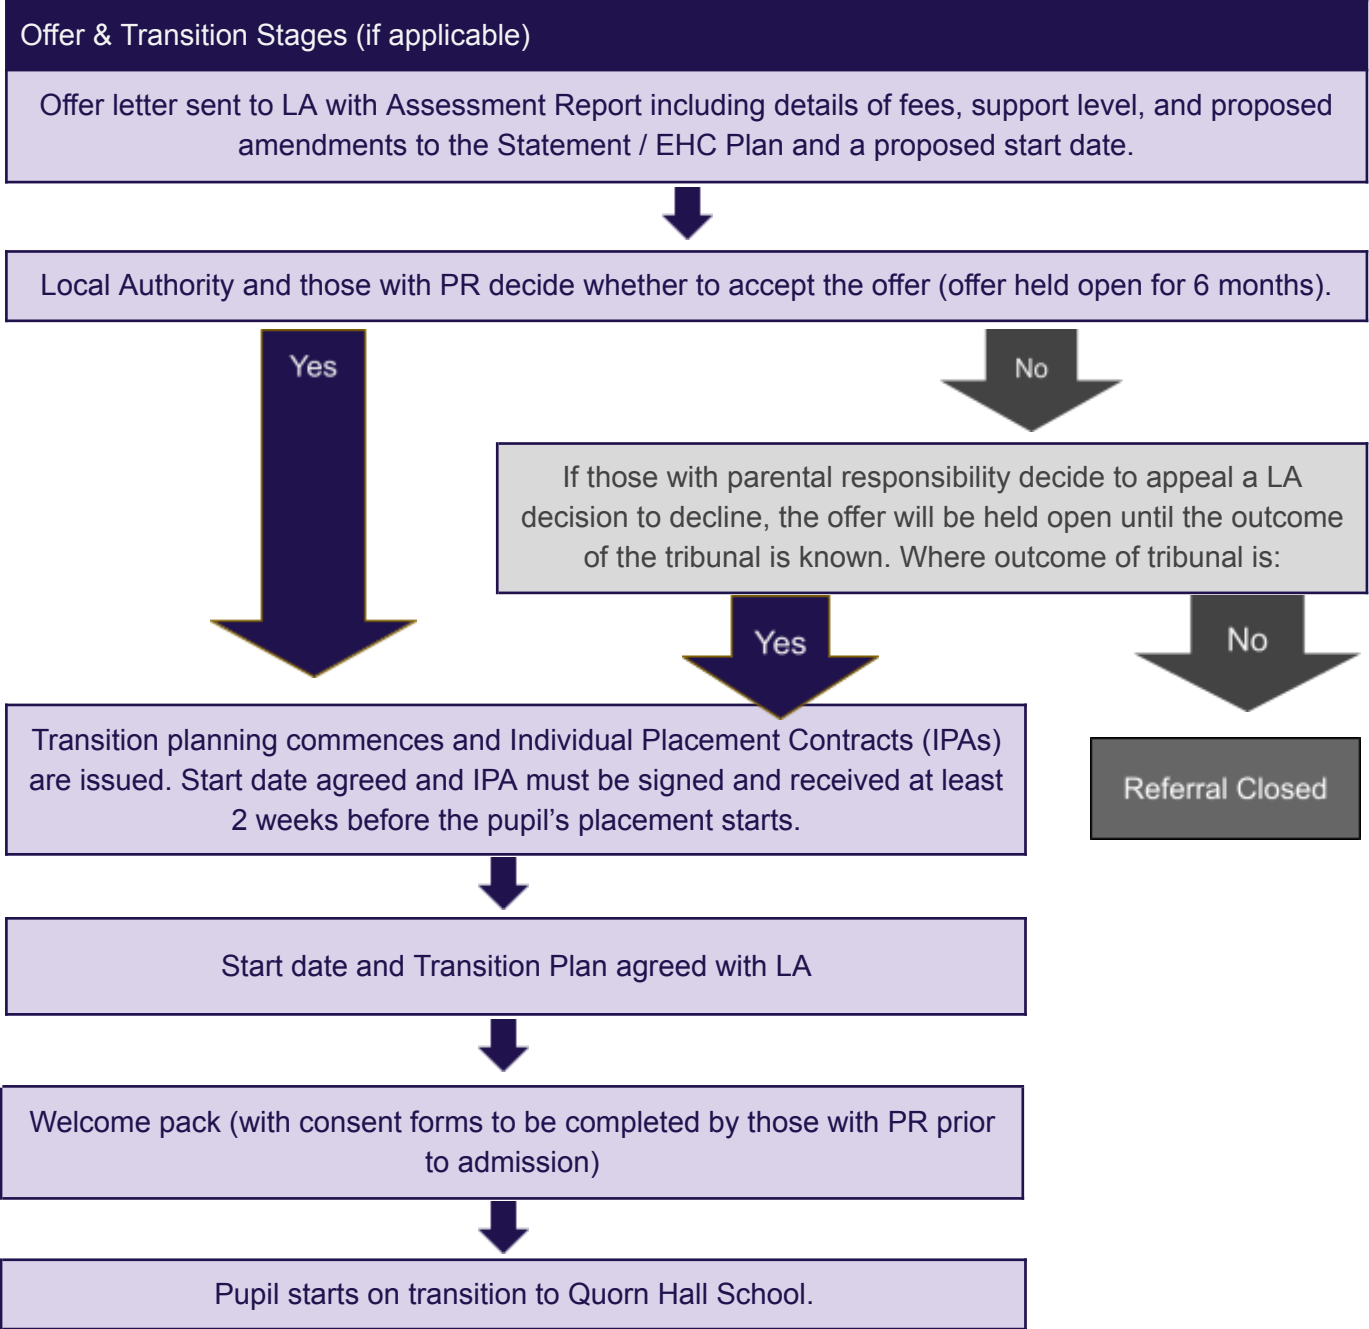 Offer & Transition Stages (if applicable)
Offer letter sent to LA with Assessment Report including details of fees, support level, and proposed
amendments to the Statement / EHC Plan and a proposed start date.
Local Authority and those with PR decide whether to accept the offer (offer held open for 6 months).
Yes
No
If those with parental responsibility decide to appeal a LA
decision to decline, the offer will be held open until the outcome
of the tribunal is known. Where outcome of tribunal is:
Yes
No
Transition planning commences and Individual Placement Contracts (IPAs)
are issued. Start date agreed and IPA must be signed and received at least
2 weeks before the pupil’s placement starts.
Referral Closed
Start date and Transition Plan agreed with LA
Welcome pack (with consent forms to be completed by those with PR prior
to admission)
Pupil starts on transition to Quorn Hall School.